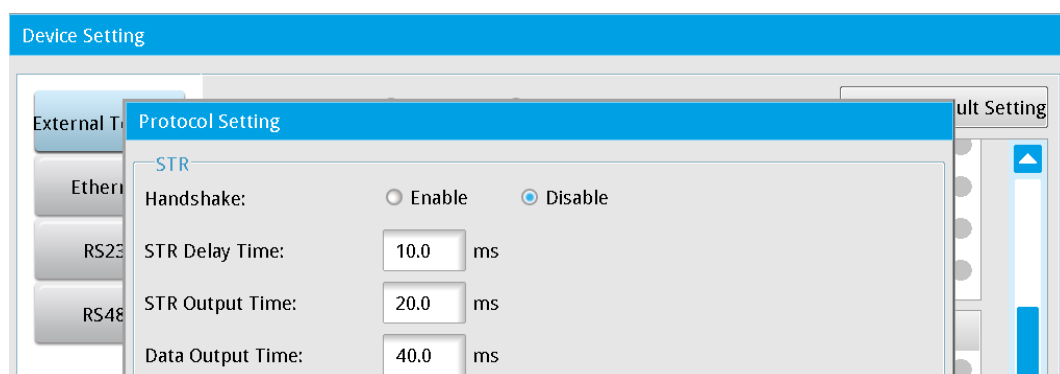 Device Setting
ult Setting
External T
Protocol Setting
STR
Ethern
Handshake: Enable Disable
RS23
STR Delay Time: 10.0 ms
RS48
STR Output Time: 20.0 ms
Data Output Time: 40.0 ms